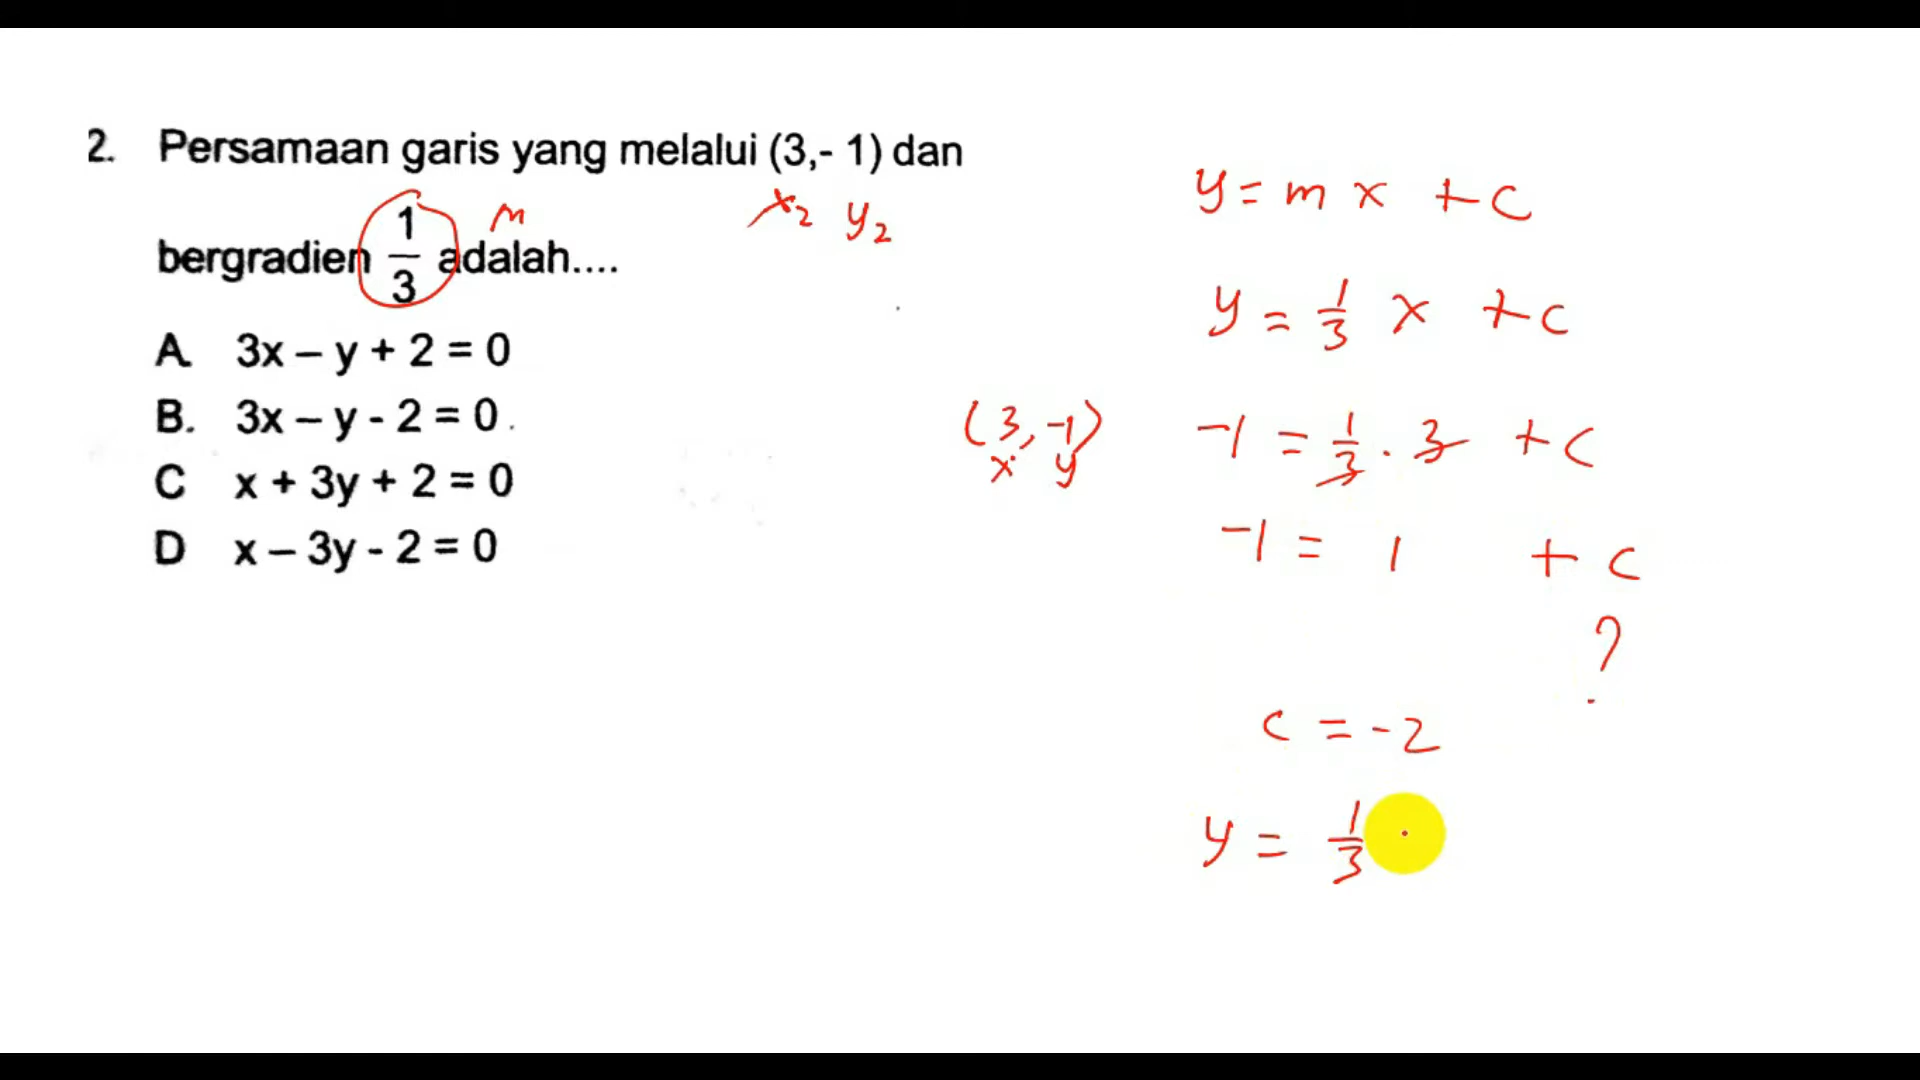 2. Persamaan garis yang melalui (3,- 1) dan
x₂ y₂
bergradien 1/3 adalah....
m
A. 3x – y + 2 = 0
B. 3x – y - 2 = 0.
C x + 3y + 2 = 0
D x – 3y - 2 = 0
y = m x + c
y = 1/3 x + c
(3, -1)
x y
-1 = 1/3 . 3 + c
-1 = 1 + c
?
c = -2
y = 1/3